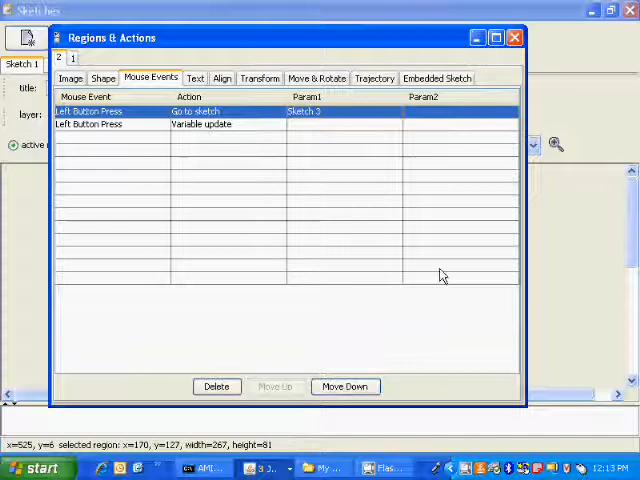 Sketches
Regions & Actions
2 1
Sketch 1
Image Shape Mouse Events Text Align Transform Move & Rotate Trajectory Embedded Sketch
title:
layer:
active
Mouse Event Action Param1 Param2
Left Button Press Go to sketch Sketch 3
Left Button Press Variable update
Delete Move Up Move Down
x=525, y=6 selected region: x=170, y=127, width=267, height=81
start AMI... 3 J... My ... Flas... 12:13 PM